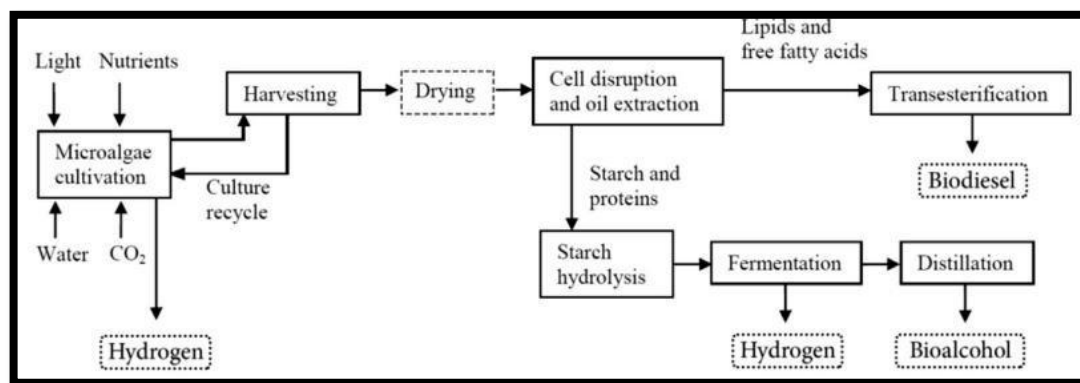 Light Nutrients
Harvesting
Drying
Cell disruption
and oil extraction
Lipids and
free fatty acids
Transesterification
Microalgae
cultivation
Culture
recycle
Biodiesel
Water CO₂
Starch and
proteins
Starch
hydrolysis
Fermentation
Distillation
Hydrogen
Hydrogen
Bioalcohol